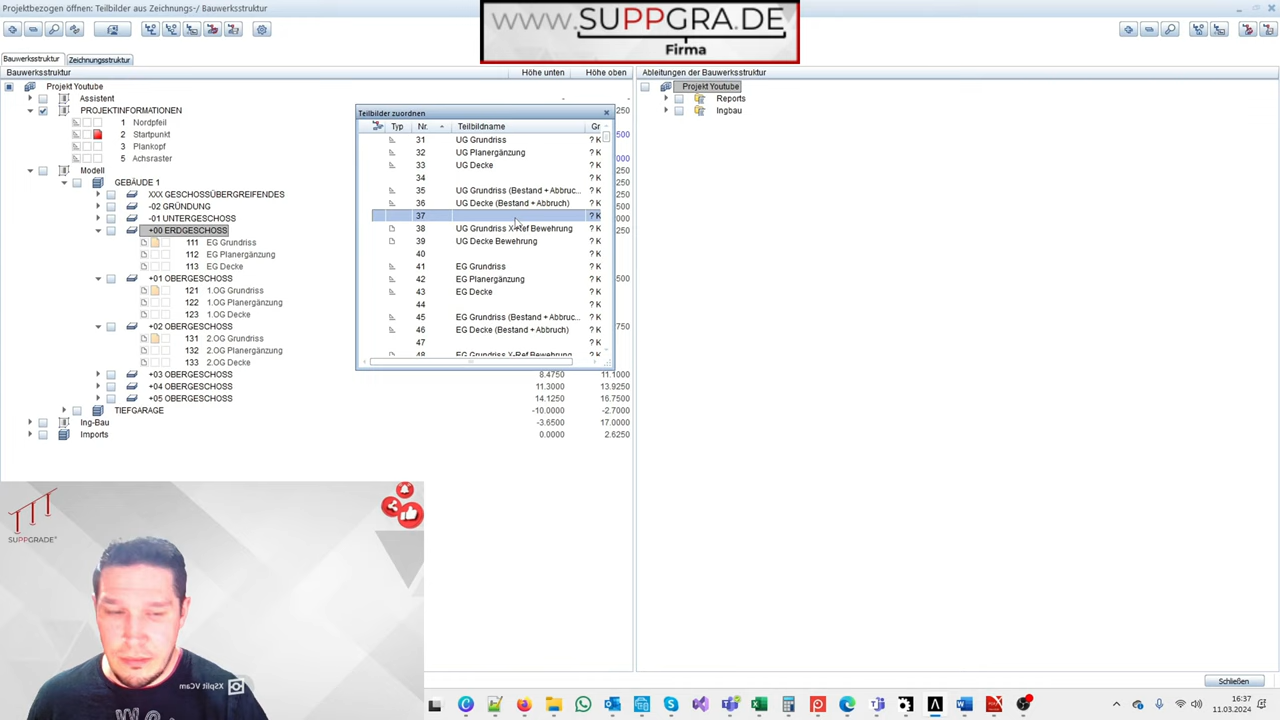 Projektbezogen öffnen: Teilbilder aus Zeichnungs-/ Bauwerksstruktur
www.SUPPGRA.DE
Firma
Bauwerksstruktur
Zeichnungsstruktur
Bauwerksstruktur
Höhe unten
Höhe oben
Ableitungen der Bauwerksstruktur
Projekt Youtube
Assistent
PROJEKTINFORMATIONEN
1 Nordpfeil
2 Startpunkt
3 Plankopf
5 Achsraster
Modell
GEBÄUDE 1
XXX GESCHOSSÜBERGREIFENDES
-02 GRÜNDUNG
-01 UNTERGESCHOSS
+00 ERDGESCHOSS
111 EG Grundriss
112 EG Planergänzung
113 EG Decke
+01 OBERGESCHOSS
121 1.OG Grundriss
122 1.OG Planergänzung
123 1.OG Decke
+02 OBERGESCHOSS
131 2.OG Grundriss
132 2.OG Planergänzung
133 2.OG Decke
+03 OBERGESCHOSS 8.4750 11.1000
+04 OBERGESCHOSS 11.3000 13.9250
+05 OBERGESCHOSS 14.1250 16.7500
TIEFGARAGE -10.0000 -2.7000
Ing-Bau -3.6500 17.0000
Imports 0.0000 2.6250
Teilbilder zuordnen
Typ Nr. Teilbildname Gr
31 UG Grundriss ? K
32 UG Planergänzung ? K
33 UG Decke ? K
34 ? K
35 UG Grundriss (Bestand + Abbruc... ? K
36 UG Decke (Bestand + Abbruch) ? K
37 ? K
38 UG Grundriss X-Ref Bewehrung ? K
39 UG Decke Bewehrung ? K
40 ? K
41 EG Grundriss ? K
42 EG Planergänzung ? K
43 EG Decke ? K
44 ? K
45 EG Grundriss (Bestand + Abbruc... ? K
46 EG Decke (Bestand + Abbruch) ? K
47 ? K
48 EG Grundriss X-Ref Bewehrung ? K
Projekt Youtube
Reports
Ingbau
Schließen
SUPPGRADE
XSplit VCam
16:37
11.03.2024